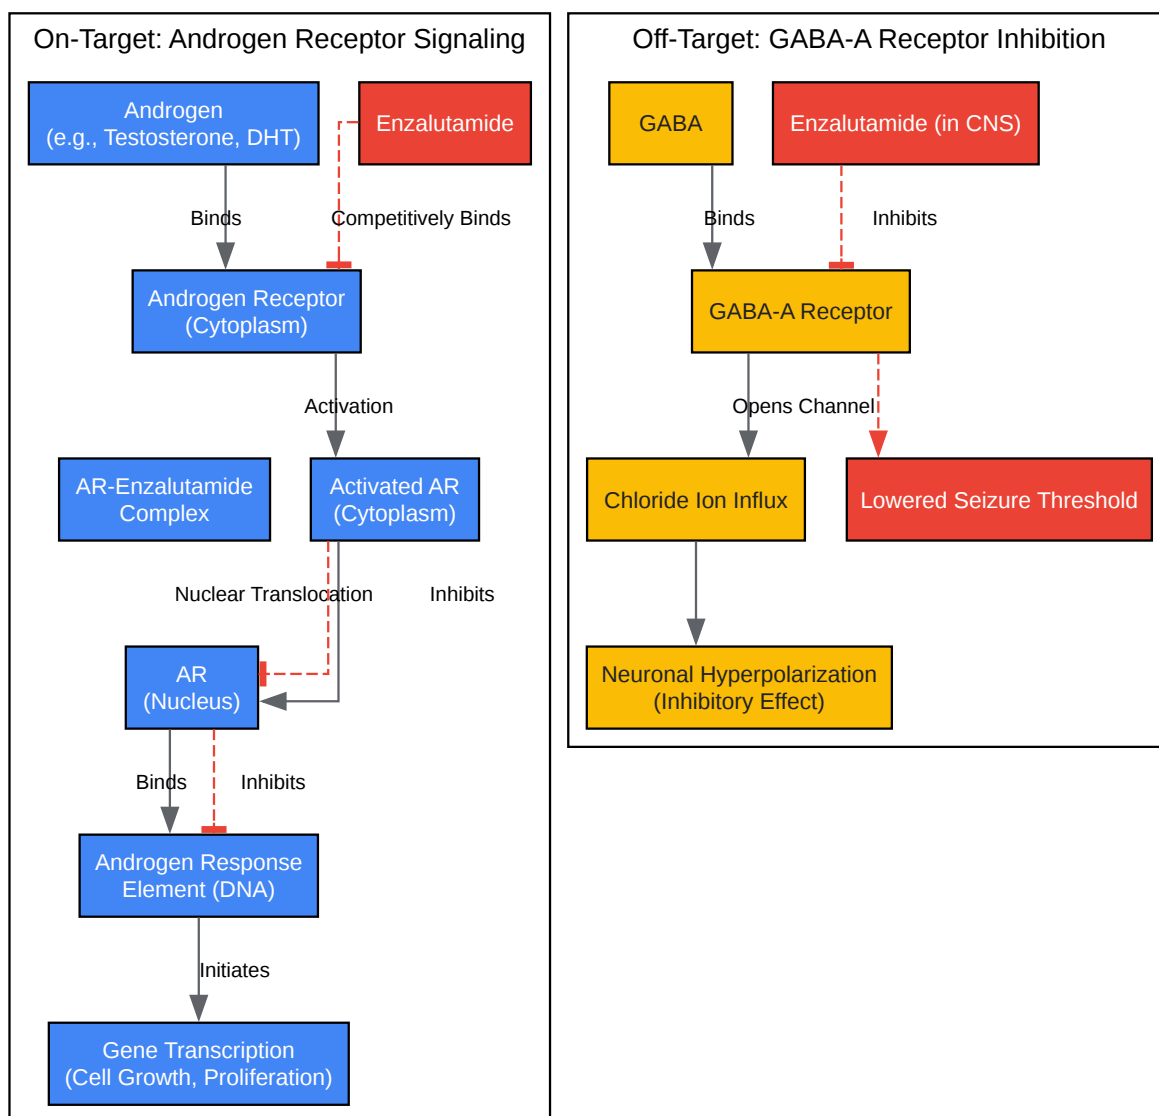 On-Target: Androgen Receptor Signaling
Androgen
(e.g., Testosterone, DHT)
Enzalutamide
Binds
Competitively Binds
Androgen Receptor
(Cytoplasm)
Activation
AR-Enzalutamide
Complex
Activated AR
(Cytoplasm)
Nuclear Translocation
Inhibits
AR
(Nucleus)
Binds
Inhibits
Androgen Response
Element (DNA)
Initiates
Gene Transcription
(Cell Growth, Proliferation)
Off-Target: GABA-A Receptor Inhibition
GABA
Enzalutamide (in CNS)
Binds
Inhibits
GABA-A Receptor
Opens Channel
Chloride Ion Influx
Lowered Seizure Threshold
Neuronal Hyperpolarization
(Inhibitory Effect)